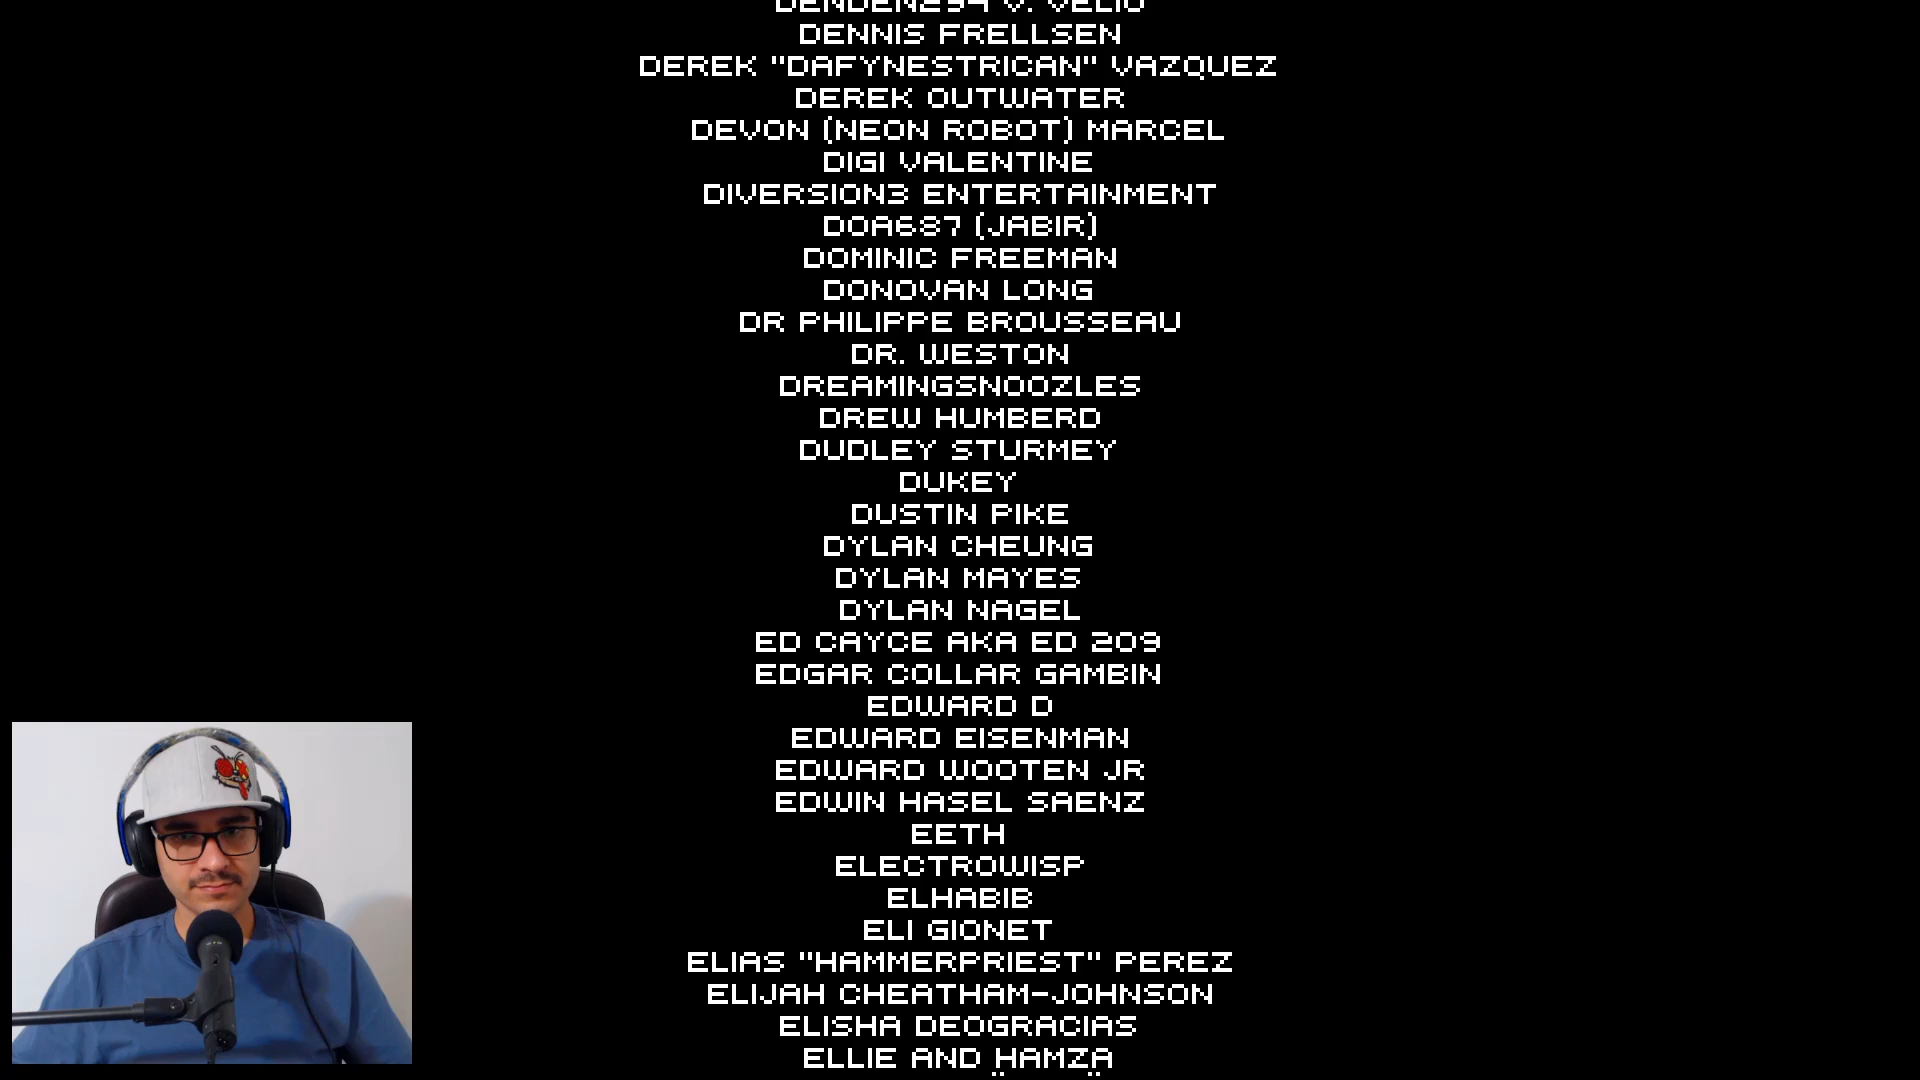 DENDEN294 V. VELIO
DENNIS FRELLSEN
DEREK "DAFYNESTRICAN" VAZQUEZ
DEREK OUTWATER
DEVON (NEON ROBOT) MARCEL
DIGI VALENTINE
DIVERSION3 ENTERTAINMENT
DOA687 (JABIR)
DOMINIC FREEMAN
DONOVAN LONG
DR PHILIPPE BROUSSEAU
DR. WESTON
DREAMINGSNOOZLES
DREW HUMBERD
DUDLEY STURMEY
DUKEY
DUSTIN PIKE
DYLAN CHEUNG
DYLAN MAYES
DYLAN NAGEL
ED CAYCE AKA ED 209
EDGAR COLLAR GAMBIN
EDWARD D
EDWARD EISENMAN
EDWARD WOOTEN JR
EDWIN HASEL SAENZ
EETH
ELECTROWISP
ELHABIB
ELI GIONET
ELIAS "HAMMERPRIEST" PEREZ
ELIJAH CHEATHAM-JOHNSON
ELISHA DEOGRACIAS
ELLIE AND HAMZA